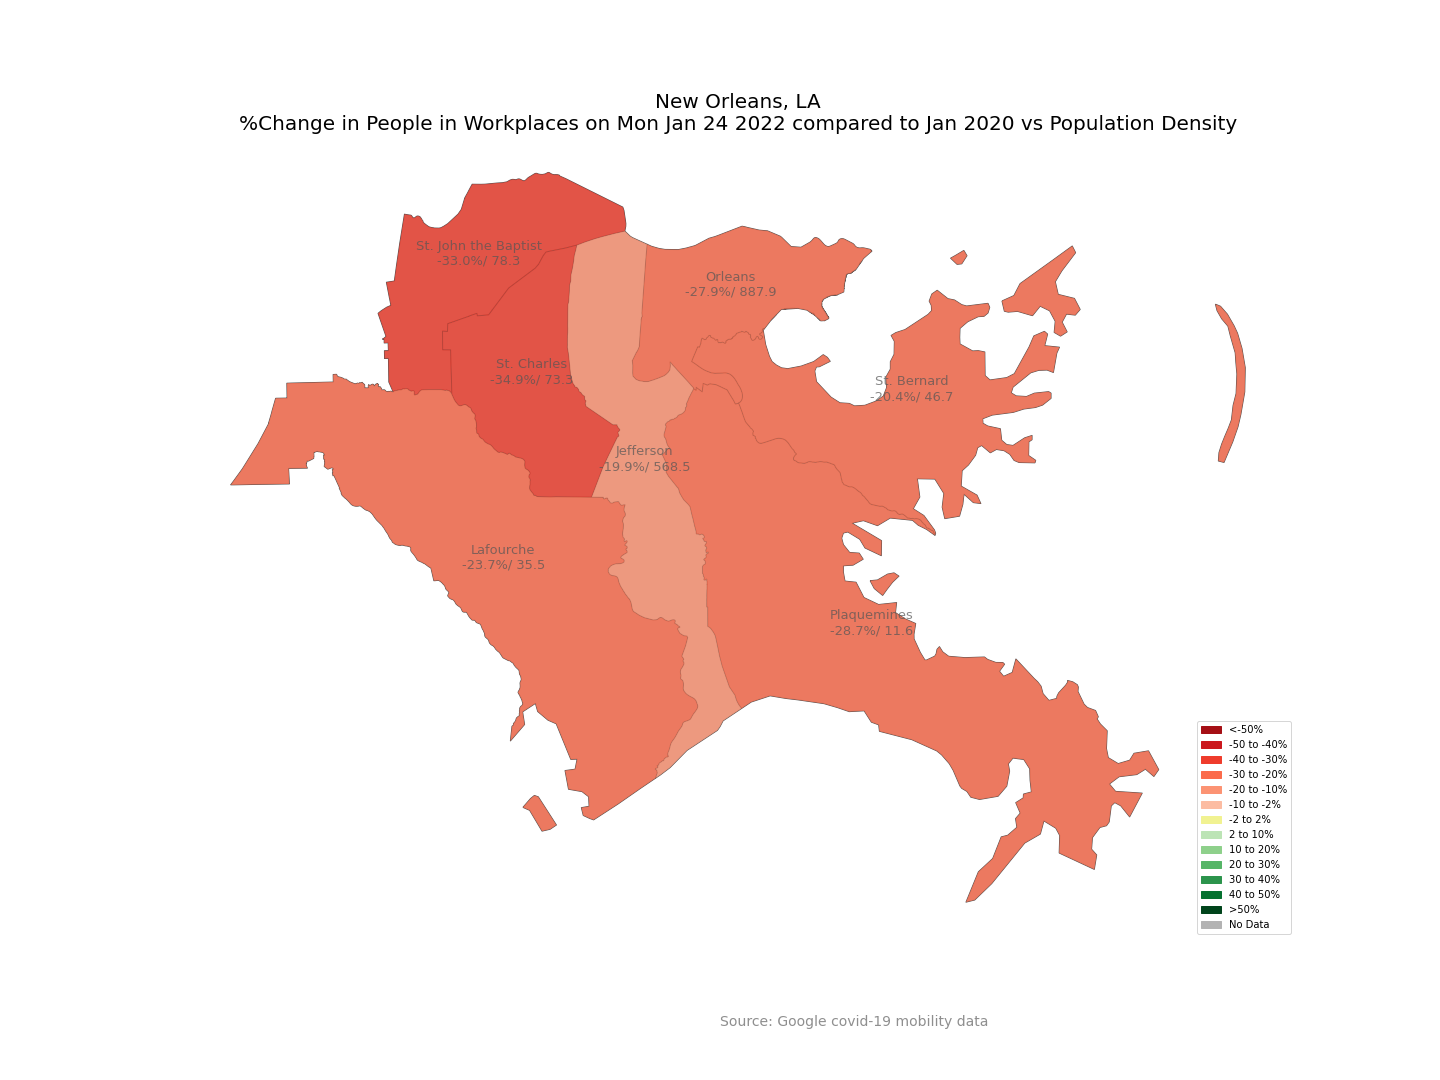 New Orleans, LA
%Change in People in Workplaces on Mon Jan 24 2022 compared to Jan 2020 vs Population Density
St. John the Baptist
-33.0%/ 78.3
Orleans
-27.9%/ 887.9
St. Charles
-34.9%/ 73.3
St. Bernard
-20.4%/ 46.7
Jefferson
-19.9%/ 568.5
Lafourche
-23.7%/ 35.5
Plaquemines
-28.7%/ 11.6
<-50%
-50 to -40%
-40 to -30%
-30 to -20%
-20 to -10%
-10 to -2%
-2 to 2%
2 to 10%
10 to 20%
20 to 30%
30 to 40%
40 to 50%
>50%
No Data
Source: Google covid-19 mobility data